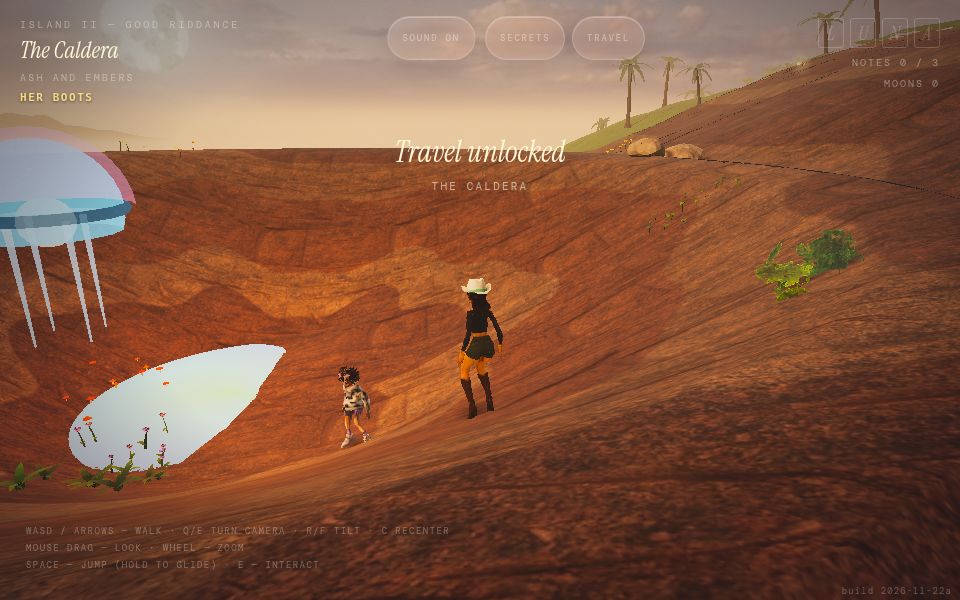 ISLAND II — GOOD RIDDANCE
The Caldera
ASH AND EMBERS
HER BOOTS
SOUND ON
SECRETS
TRAVEL
L U N A
NOTES 0 / 3
MOONS 0
Travel unlocked
THE CALDERA
WASD / ARROWS — WALK · Q/E TURN CAMERA · R/F TILT · C RECENTER
MOUSE DRAG — LOOK · WHEEL — ZOOM
SPACE — JUMP (HOLD TO GLIDE) · E — INTERACT
build 2026-11-22a